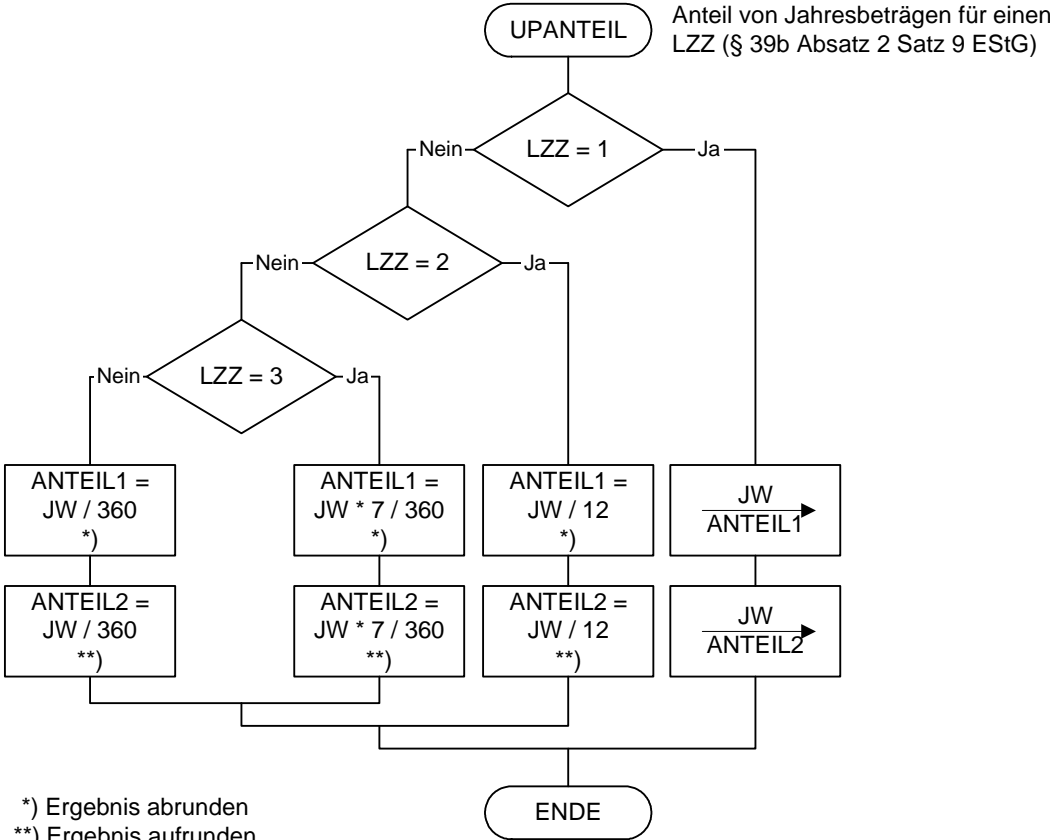 UPANTEIL
Anteil von Jahresbeträgen für einen
LZZ (§ 39b Absatz 2 Satz 9 EStG)
Nein
LZZ = 1
Ja
Nein
LZZ = 2
Ja
Nein
LZZ = 3
Ja
ANTEIL1 =
JW / 360
*)
ANTEIL1 =
JW * 7 / 360
*)
ANTEIL1 =
JW / 12
*)
JW
ANTEIL1
ANTEIL2 =
JW / 360
**)
ANTEIL2 =
JW * 7 / 360
**)
ANTEIL2 =
JW / 12
**)
JW
ANTEIL2
*) Ergebnis abrunden
**) Ergebnis aufrunden
ENDE